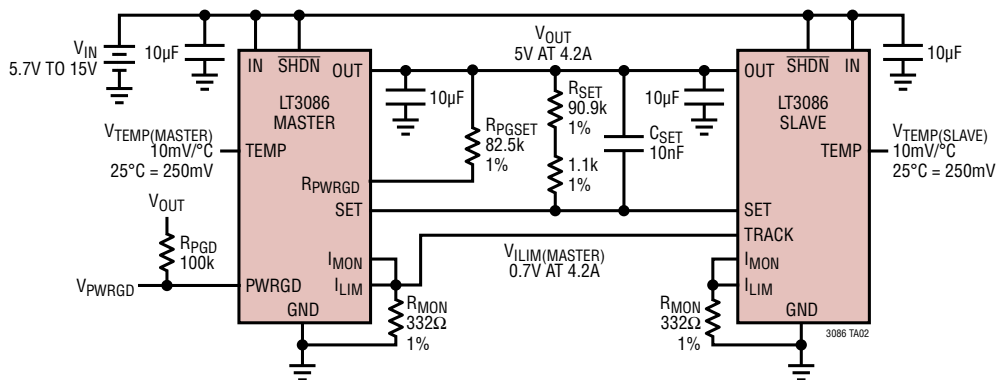 VIN
5.7V TO 15V
10µF
IN
SHDN
OUT
LT3086
MASTER
TEMP
RPWRGD
SET
IMON
ILIM
PWRGD
GND
VTEMP(MASTER)
10mV/°C
25°C = 250mV
VOUT
RPGD
100k
VPWRGD
VOUT
5V AT 4.2A
10µF
RPGSET
82.5k
1%
RSET
90.9k
1%
1.1k
1%
CSET
10nF
10µF
VILIM(MASTER)
0.7V AT 4.2A
RMON
332Ω
1%
RMON
332Ω
1%
OUT
SHDN
IN
LT3086
SLAVE
TEMP
SET
TRACK
IMON
ILIM
GND
10µF
VTEMP(SLAVE)
10mV/°C
25°C = 250mV
3086 TA02